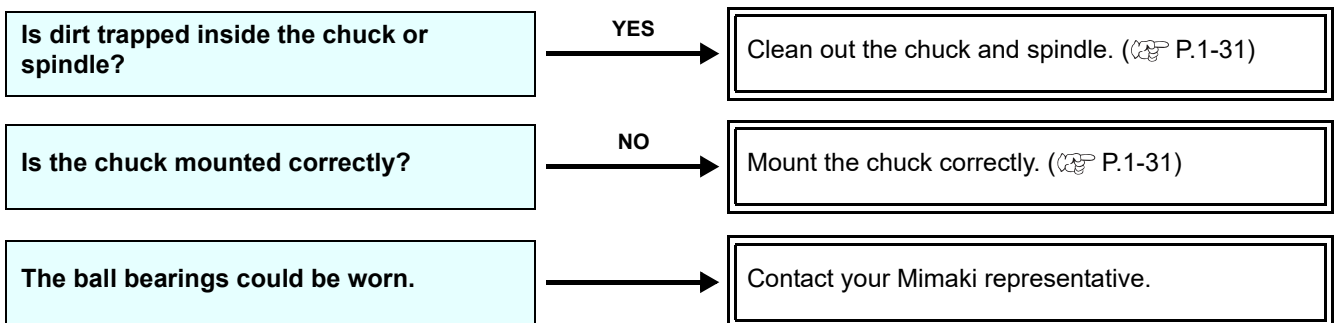 Is dirt trapped inside the chuck or
spindle?
YES
Clean out the chuck and spindle. (☞ P.1-31)
Is the chuck mounted correctly?
NO
Mount the chuck correctly. (☞ P.1-31)
The ball bearings could be worn.
Contact your Mimaki representative.